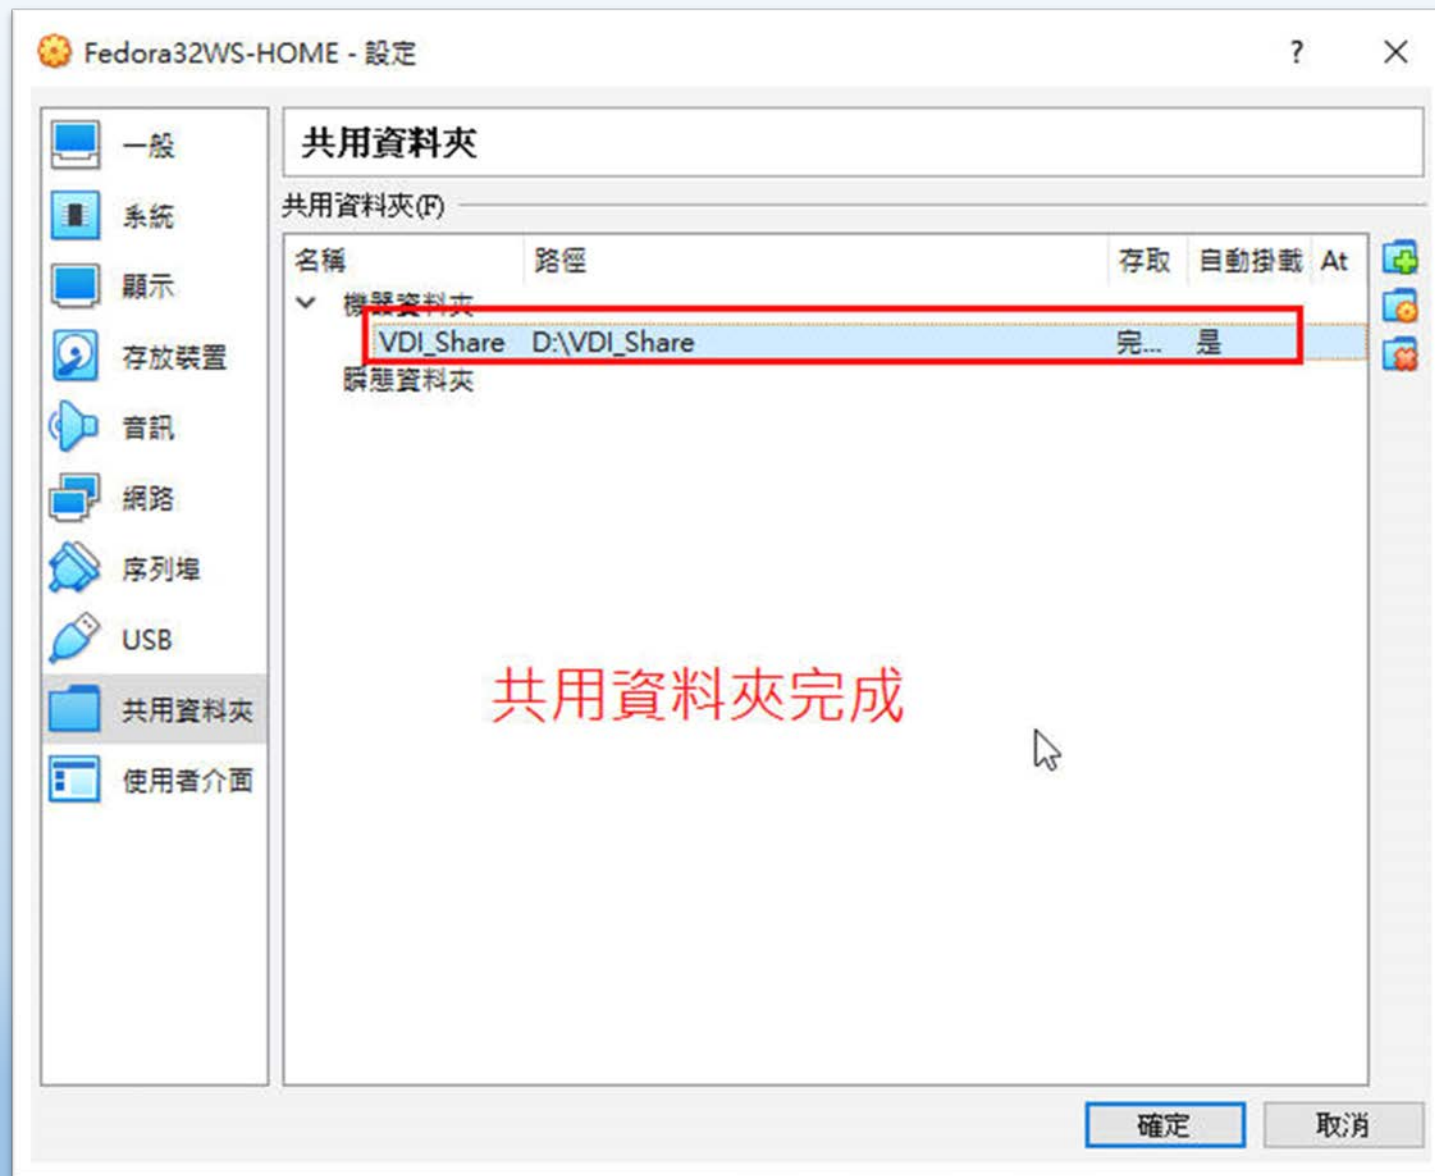 Fedora32WS-HOME - 設定
?
一般
系統
顯示
存放裝置
音訊
網路
序列埠
USB
共用資料夾
使用者介面
共用資料夾
共用資料夾(F)
名稱 路徑 存取 自動掛載 At
機器資料夾
VDI_Share D:\VDI_Share 完... 是
瞬態資料夾
共用資料夾完成
確定 取消